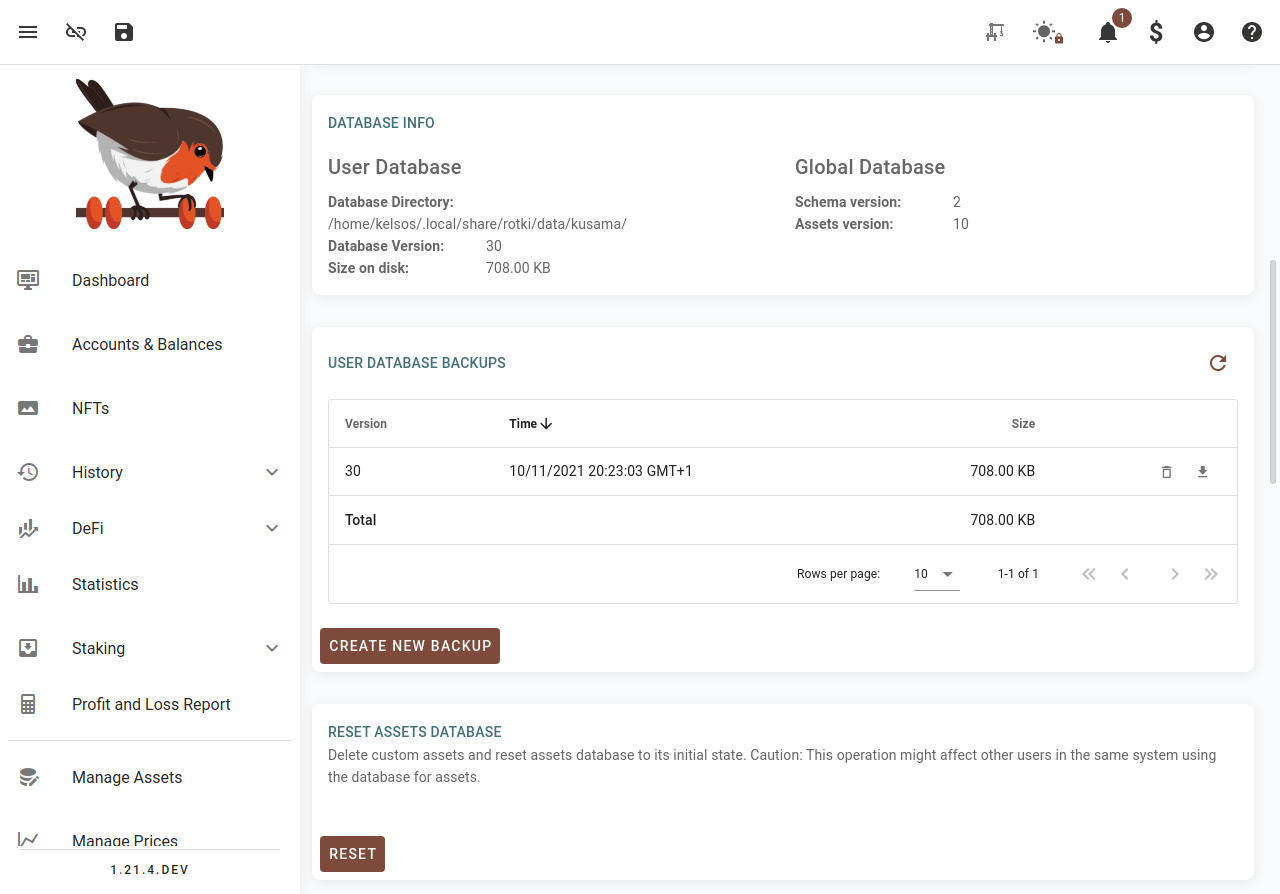 1
DATABASE INFO
User Database
Database Directory:
/home/kelsos/.local/share/rotki/data/kusama/
Database Version: 30
Size on disk: 708.00 KB
Global Database
Schema version: 2
Assets version: 10
Dashboard
Accounts & Balances
NFTs
History
DeFi
Statistics
Staking
Profit and Loss Report
Manage Assets
Manage Prices
1.21.4.DEV
USER DATABASE BACKUPS
Version Time Size
30 10/11/2021 20:23:03 GMT+1 708.00 KB
Total 708.00 KB
Rows per page: 10 1-1 of 1
CREATE NEW BACKUP
RESET ASSETS DATABASE
Delete custom assets and reset assets database to its initial state. Caution: This operation might affect other users in the same system using
the database for assets.
RESET